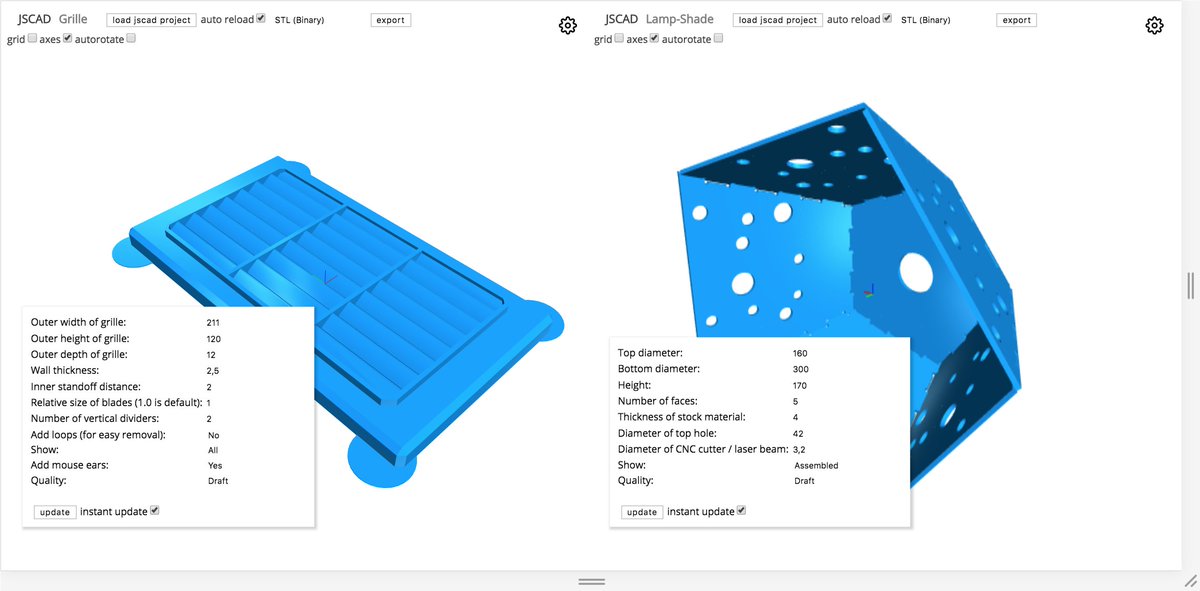 JSCAD Grille load jscad project auto reload STL (Binary) export
grid axes autorotate
Outer width of grille: 211
Outer height of grille: 120
Outer depth of grille: 12
Wall thickness: 2,5
Inner standoff distance: 2
Relative size of blades (1.0 is default): 1
Number of vertical dividers: 2
Add loops (for easy removal): No
Show: All
Add mouse ears: Yes
Quality: Draft
update instant update
JSCAD Lamp-Shade load jscad project auto reload STL (Binary) export
grid axes autorotate
Top diameter: 160
Bottom diameter: 300
Height: 170
Number of faces: 5
Thickness of stock material: 4
Diameter of top hole: 42
Diameter of CNC cutter / laser beam: 3,2
Show: Assembled
Quality: Draft
update instant update